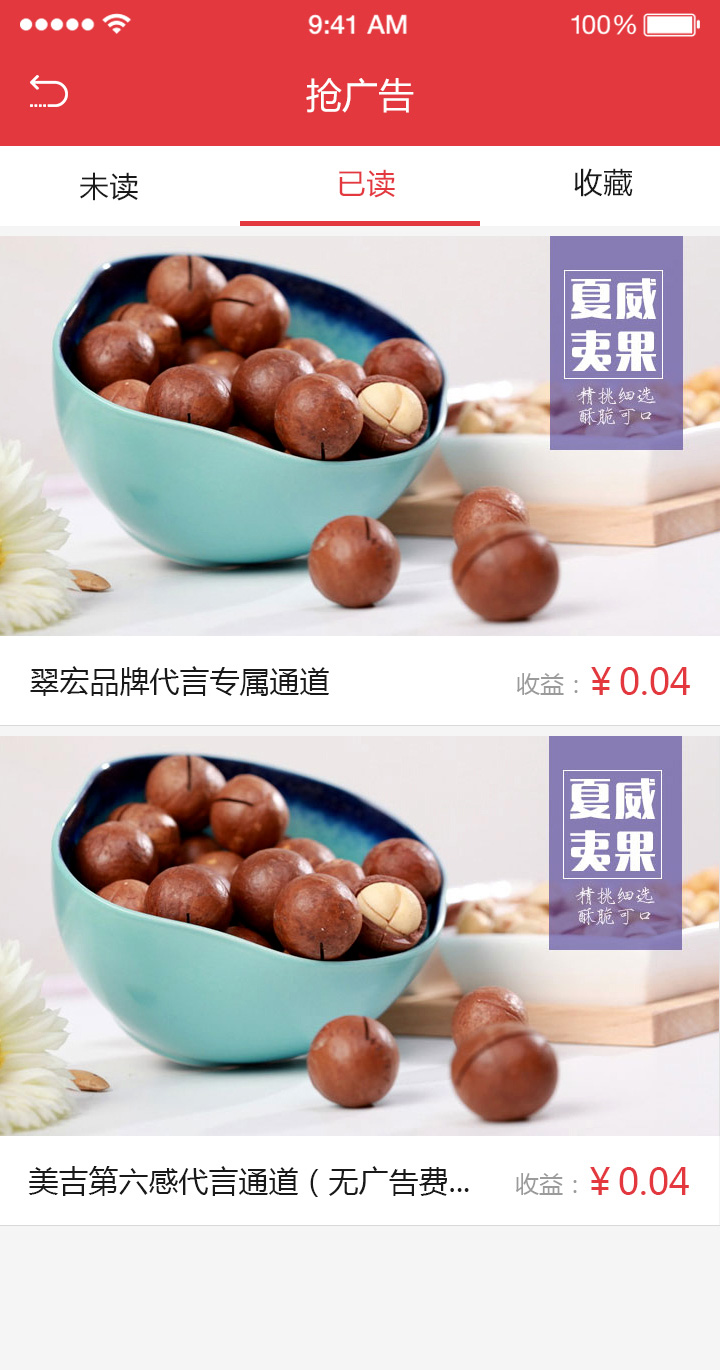 9:41 AM
100%
抢广告
未读
已读
收藏
夏威
夷果
精挑细选
酥脆可口
翠宏品牌代言专属通道
收益：¥ 0.04
夏威
夷果
精挑细选
酥脆可口
美吉第六感代言通道（无广告费...
收益：¥ 0.04